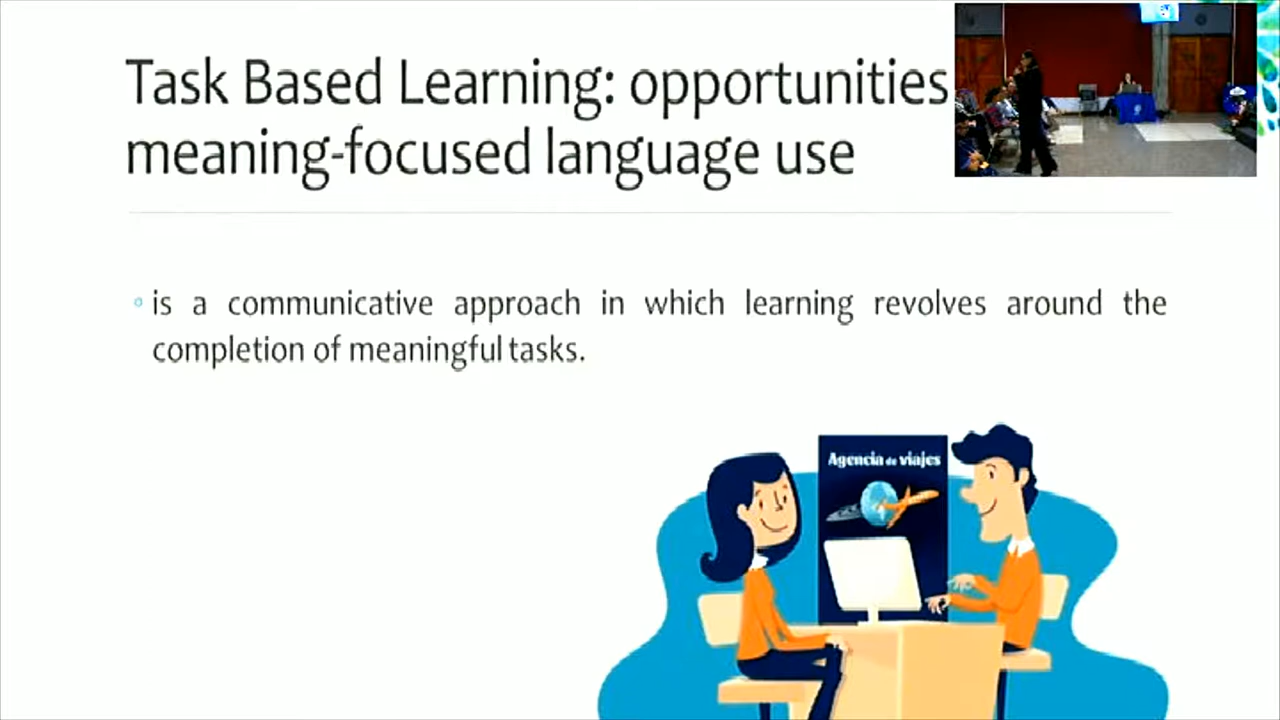 Task Based Learning: opportunities
meaning-focused language use
is a communicative approach in which learning revolves around the
completion of meaningful tasks.
Agencia de viajes